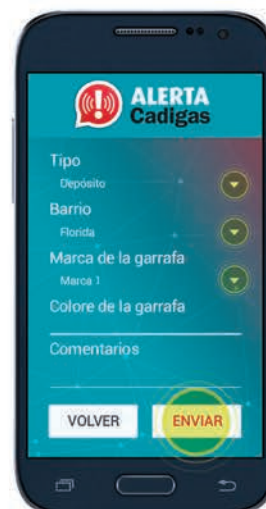 ALERTA
Cadigas
Tipo
Depósito
Barrio
Florida
Marca de la garrafa
Marca 1
Colore de la garrafa
Comentarios
VOLVER
ENVIAR